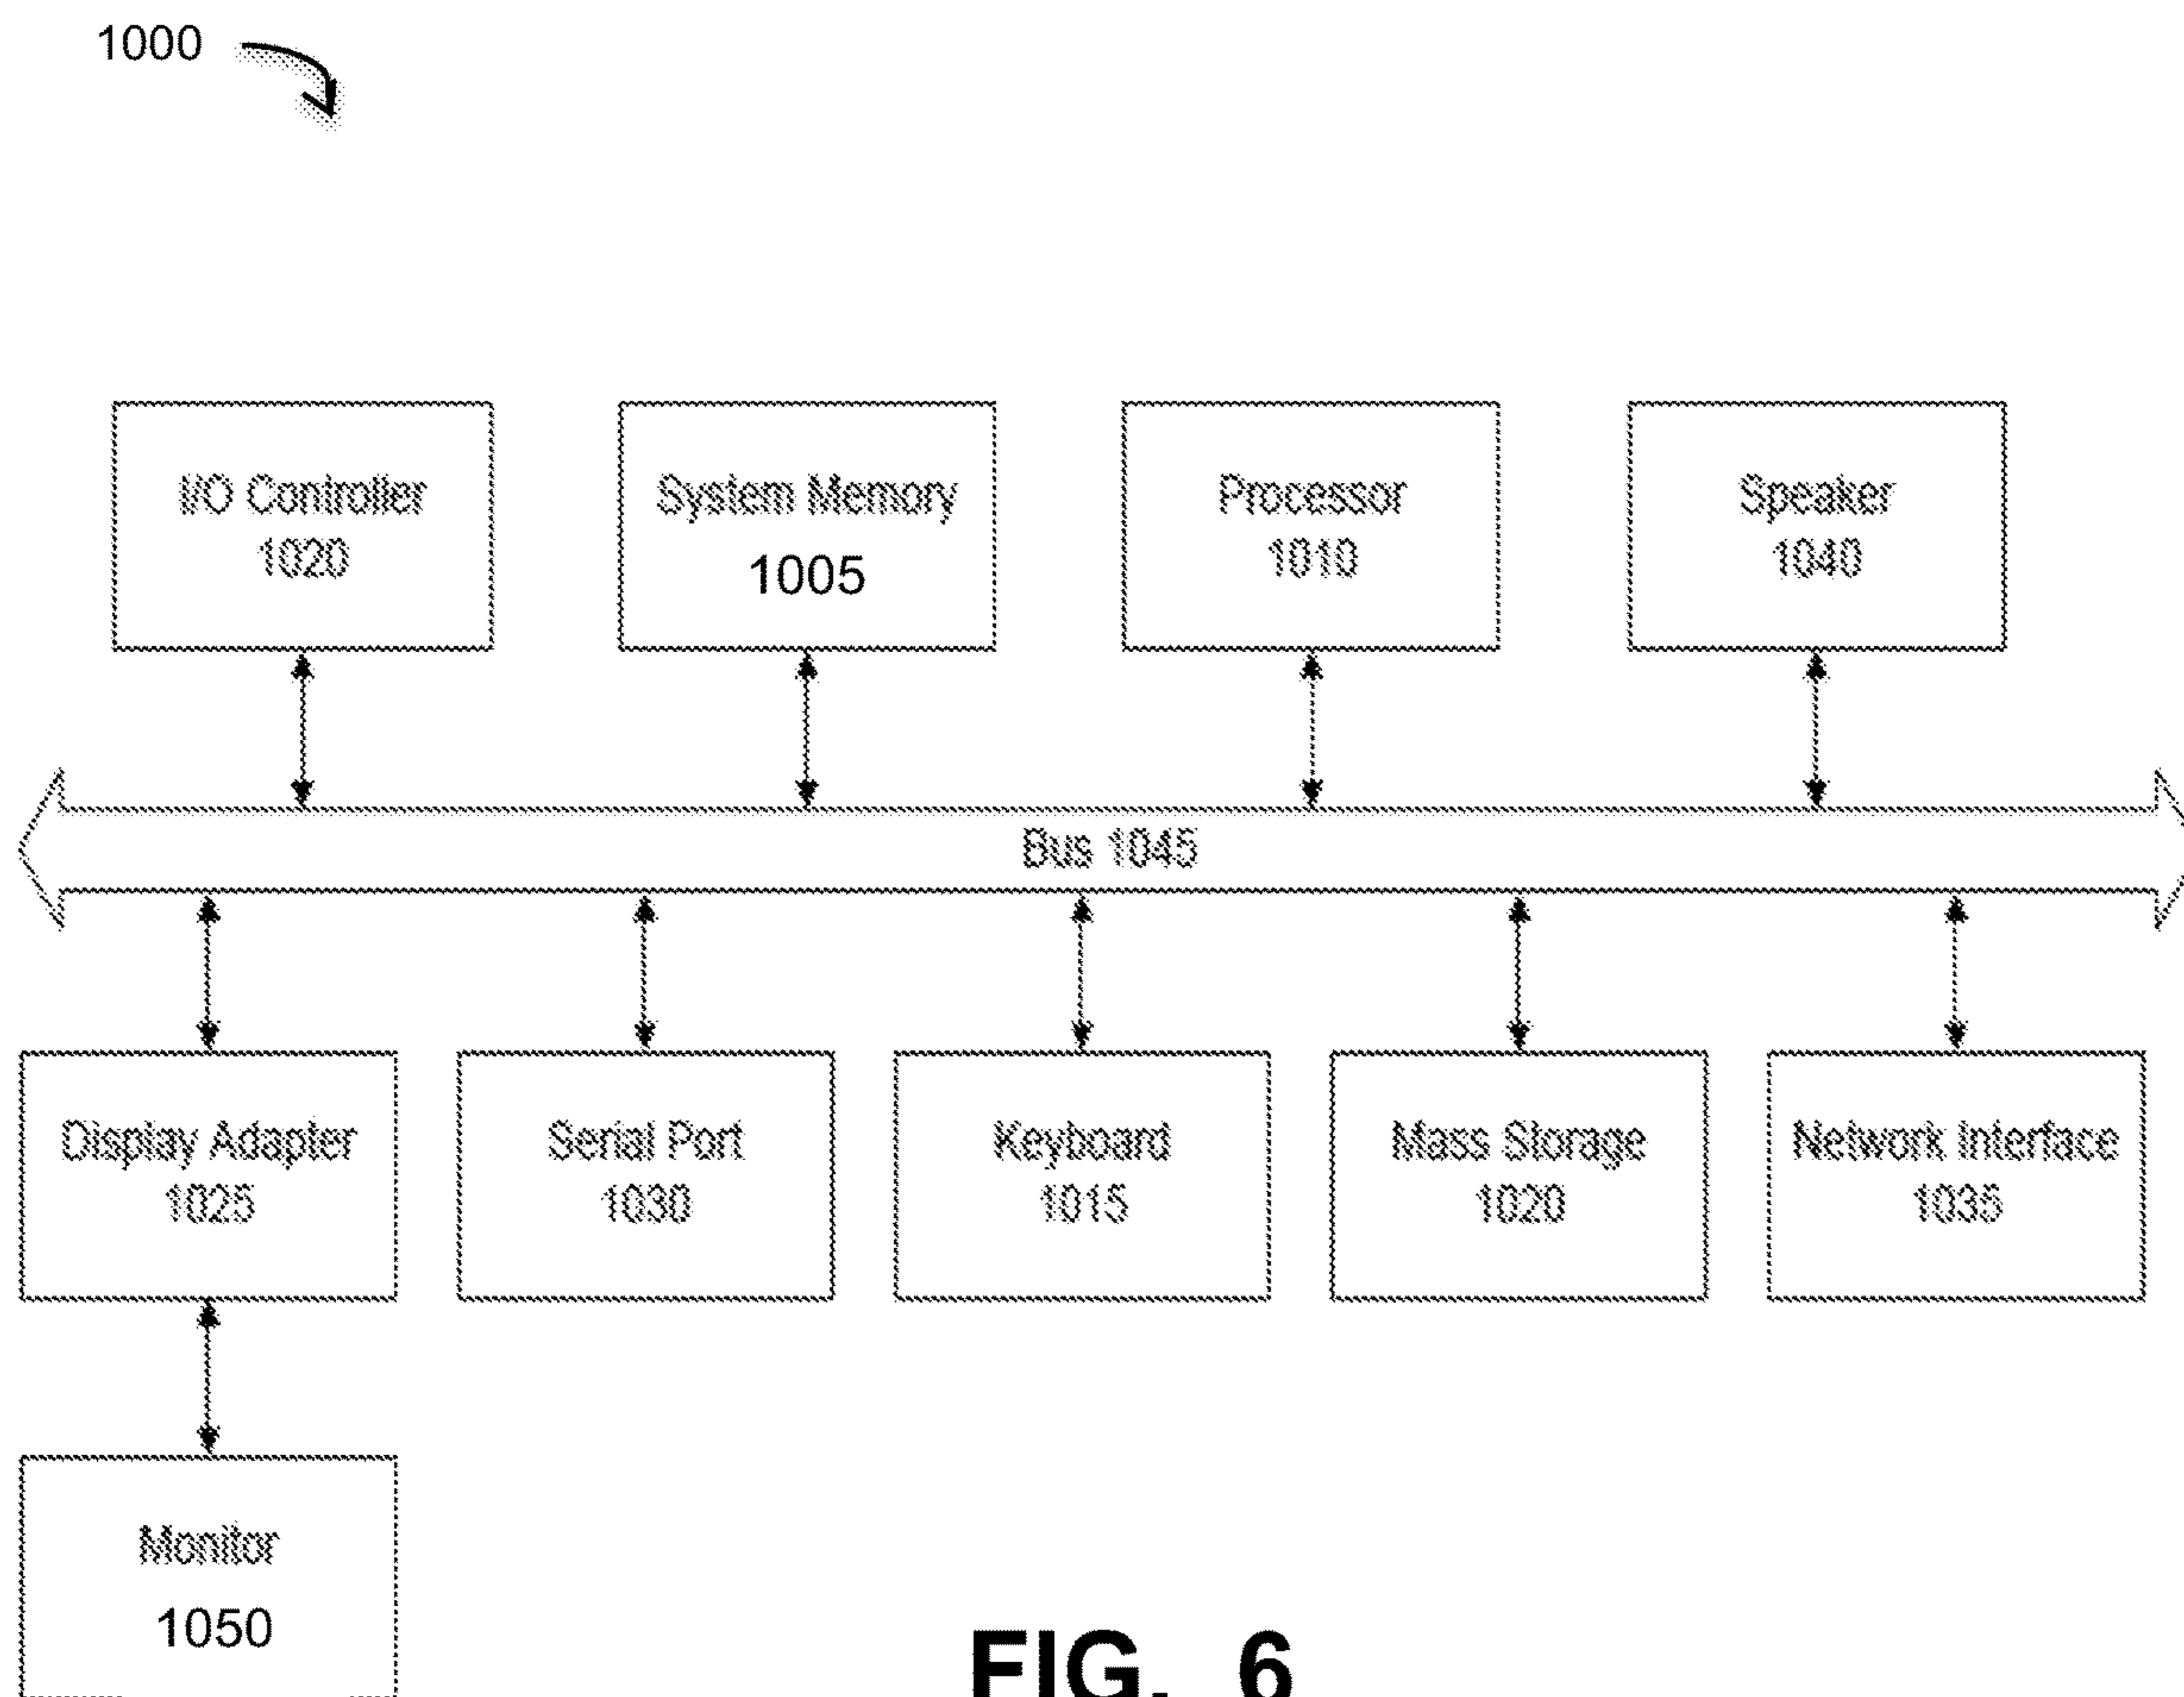 1000
I/O Controller
1020
System Memory
1005
Processor
1010
Speaker
1040
Bus 1045
Display Adapter
1025
Serial Port
1030
Keyboard
1015
Mass Storage
1020
Network Interface
1035
Monitor
1050
FIG. 6